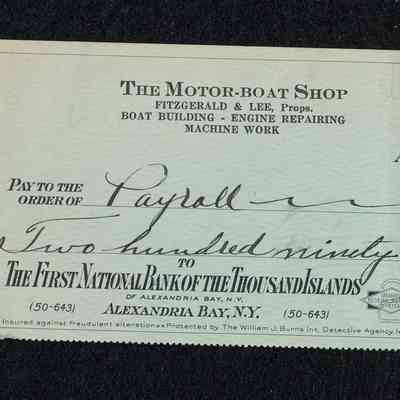 THE MOTOR-BOAT SHOP
FITZGERALD & LEE, Props.
BOAT BUILDING - ENGINE REPAIRING
MACHINE WORK
PAY TO THE
ORDER OF Payroll
Two hundred ninety
TO
THE FIRST NATIONAL BANK OF THE THOUSAND ISLANDS
OF ALEXANDRIA BAY, N.Y.
(50-643) ALEXANDRIA BAY, N.Y. (50-643)
Insured against fraudulent alterations Protected by The William J. Burns Int. Detective Agency